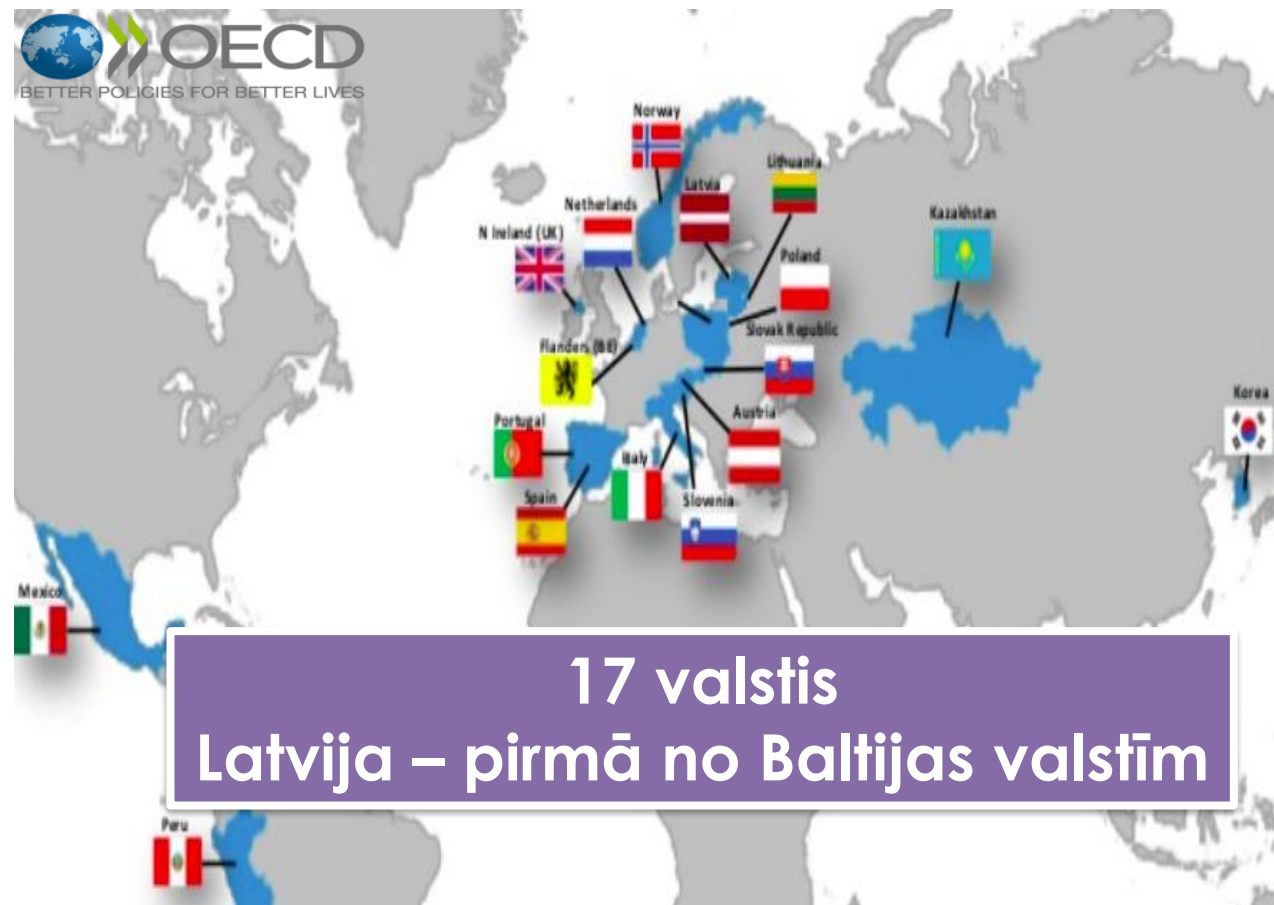 OECD
BETTER POLICIES FOR BETTER LIVES
Norway
Lithuania
Latvia
Netherlands
Kazakhstan
N Ireland (UK)
Poland
Slovak Republic
Flanders (BE)
Korea
Austria
Portugal
Italy
Spain
Slovenia
Mexico
17 valstis
Latvija – pirmā no Baltijas valstīm
Peru